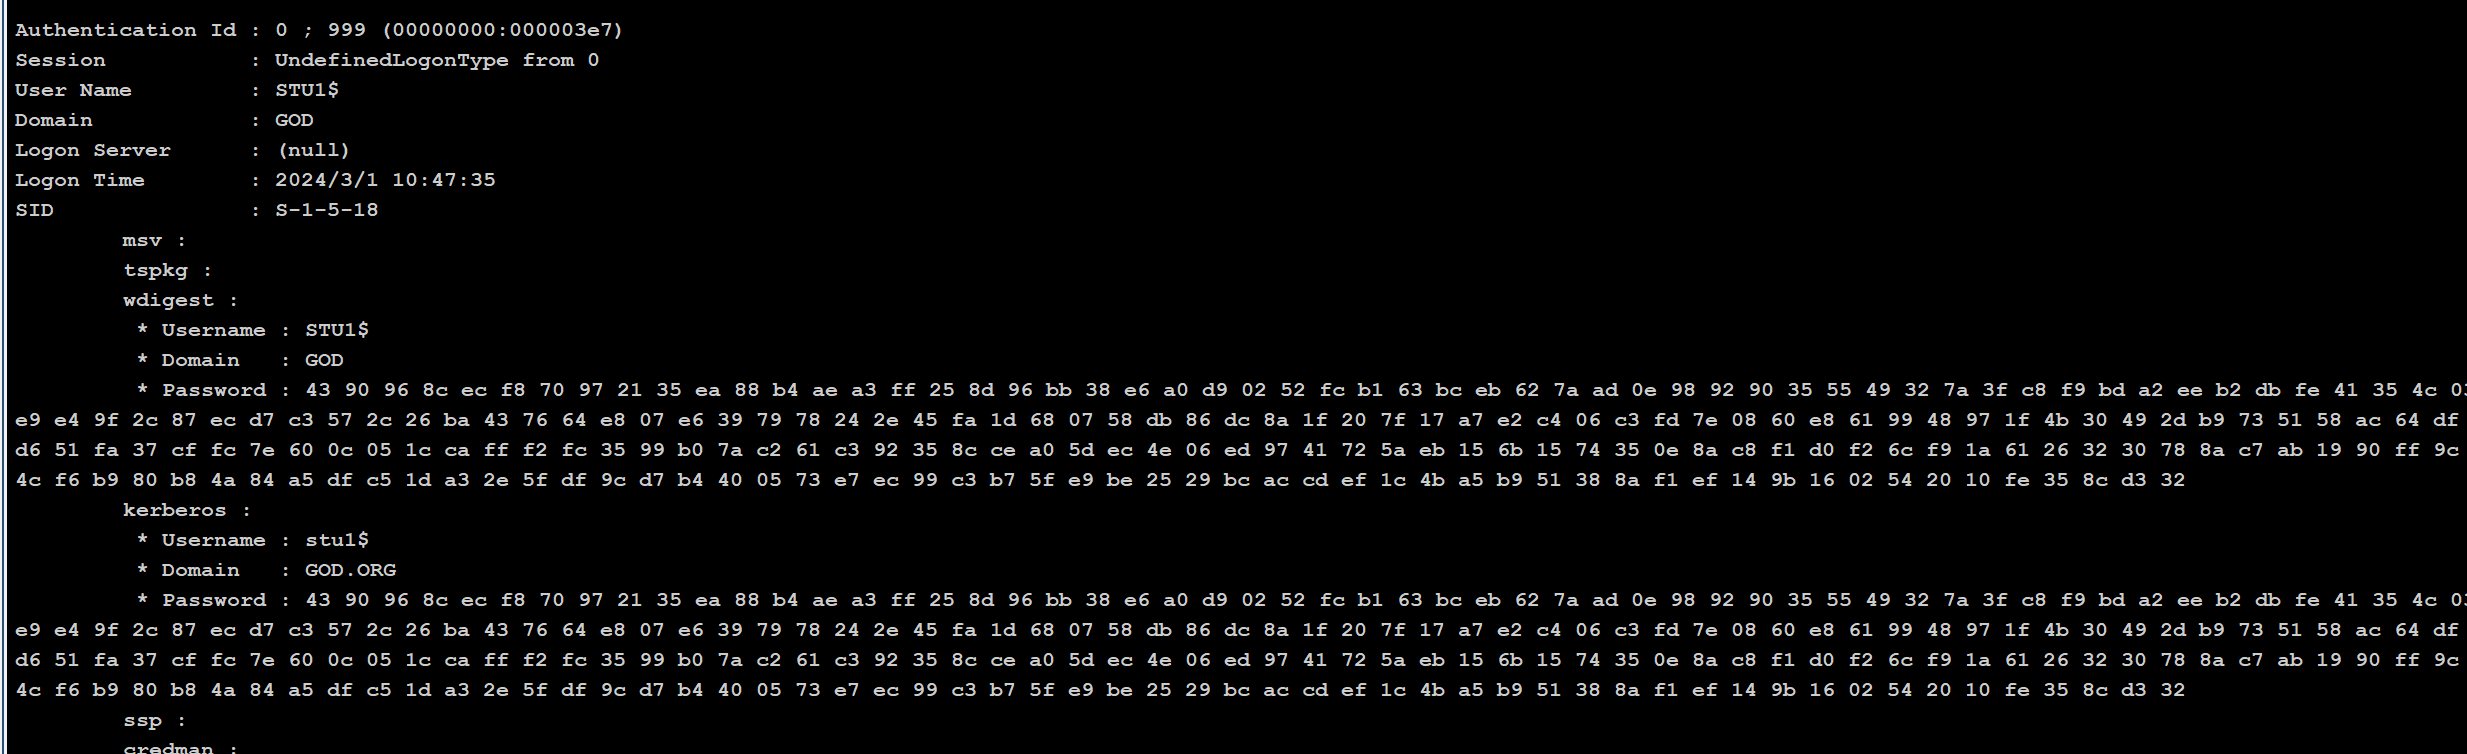 Authentication Id : 0 ; 999 (00000000:000003e7)
Session : UndefinedLogonType from 0
User Name : STU1$
Domain : GOD
Logon Server : (null)
Logon Time : 2024/3/1 10:47:35
SID : S-1-5-18
msv :
tspkg :
wdigest :
* Username : STU1$
* Domain : GOD
* Password : 43 90 96 8c ec f8 70 97 21 35 ea 88 b4 ae a3 ff 25 8d 96 bb 38 e6 a0 d9 02 52 fc b1 63 bc eb 62 7a ad 0e 98 92 90 35 55 49 32 7a 3f c8 f9 bd a2 ee b2 db fe 41 35 4c 03
e9 e4 9f 2c 87 ec d7 c3 57 2c 26 ba 43 76 64 e8 07 e6 39 79 78 24 2e 45 fa 1d 68 07 58 db 86 dc 8a 1f 20 7f 17 a7 e2 c4 06 c3 fd 7e 08 60 e8 61 99 48 97 1f 4b 30 49 2d b9 73 51 58 ac 64 df
d6 51 fa 37 cf fc 7e 60 0c 05 1c ca ff f2 fc 35 99 b0 7a c2 61 c3 92 35 8c ce a0 5d ec 4e 06 ed 97 41 72 5a eb 15 6b 15 74 35 0e 8a c8 f1 d0 f2 6c f9 1a 61 26 32 30 78 8a c7 ab 19 90 ff 9c
4c f6 b9 80 b8 4a 84 a5 df c5 1d a3 2e 5f df 9c d7 b4 40 05 73 e7 ec 99 c3 b7 5f e9 be 25 29 bc ac cd ef 1c 4b a5 b9 51 38 8a f1 ef 14 9b 16 02 54 20 10 fe 35 8c d3 32
kerberos :
* Username : stu1$
* Domain : GOD.ORG
* Password : 43 90 96 8c ec f8 70 97 21 35 ea 88 b4 ae a3 ff 25 8d 96 bb 38 e6 a0 d9 02 52 fc b1 63 bc eb 62 7a ad 0e 98 92 90 35 55 49 32 7a 3f c8 f9 bd a2 ee b2 db fe 41 35 4c 03
e9 e4 9f 2c 87 ec d7 c3 57 2c 26 ba 43 76 64 e8 07 e6 39 79 78 24 2e 45 fa 1d 68 07 58 db 86 dc 8a 1f 20 7f 17 a7 e2 c4 06 c3 fd 7e 08 60 e8 61 99 48 97 1f 4b 30 49 2d b9 73 51 58 ac 64 df
d6 51 fa 37 cf fc 7e 60 0c 05 1c ca ff f2 fc 35 99 b0 7a c2 61 c3 92 35 8c ce a0 5d ec 4e 06 ed 97 41 72 5a eb 15 6b 15 74 35 0e 8a c8 f1 d0 f2 6c f9 1a 61 26 32 30 78 8a c7 ab 19 90 ff 9c
4c f6 b9 80 b8 4a 84 a5 df c5 1d a3 2e 5f df 9c d7 b4 40 05 73 e7 ec 99 c3 b7 5f e9 be 25 29 bc ac cd ef 1c 4b a5 b9 51 38 8a f1 ef 14 9b 16 02 54 20 10 fe 35 8c d3 32
ssp :
credman :